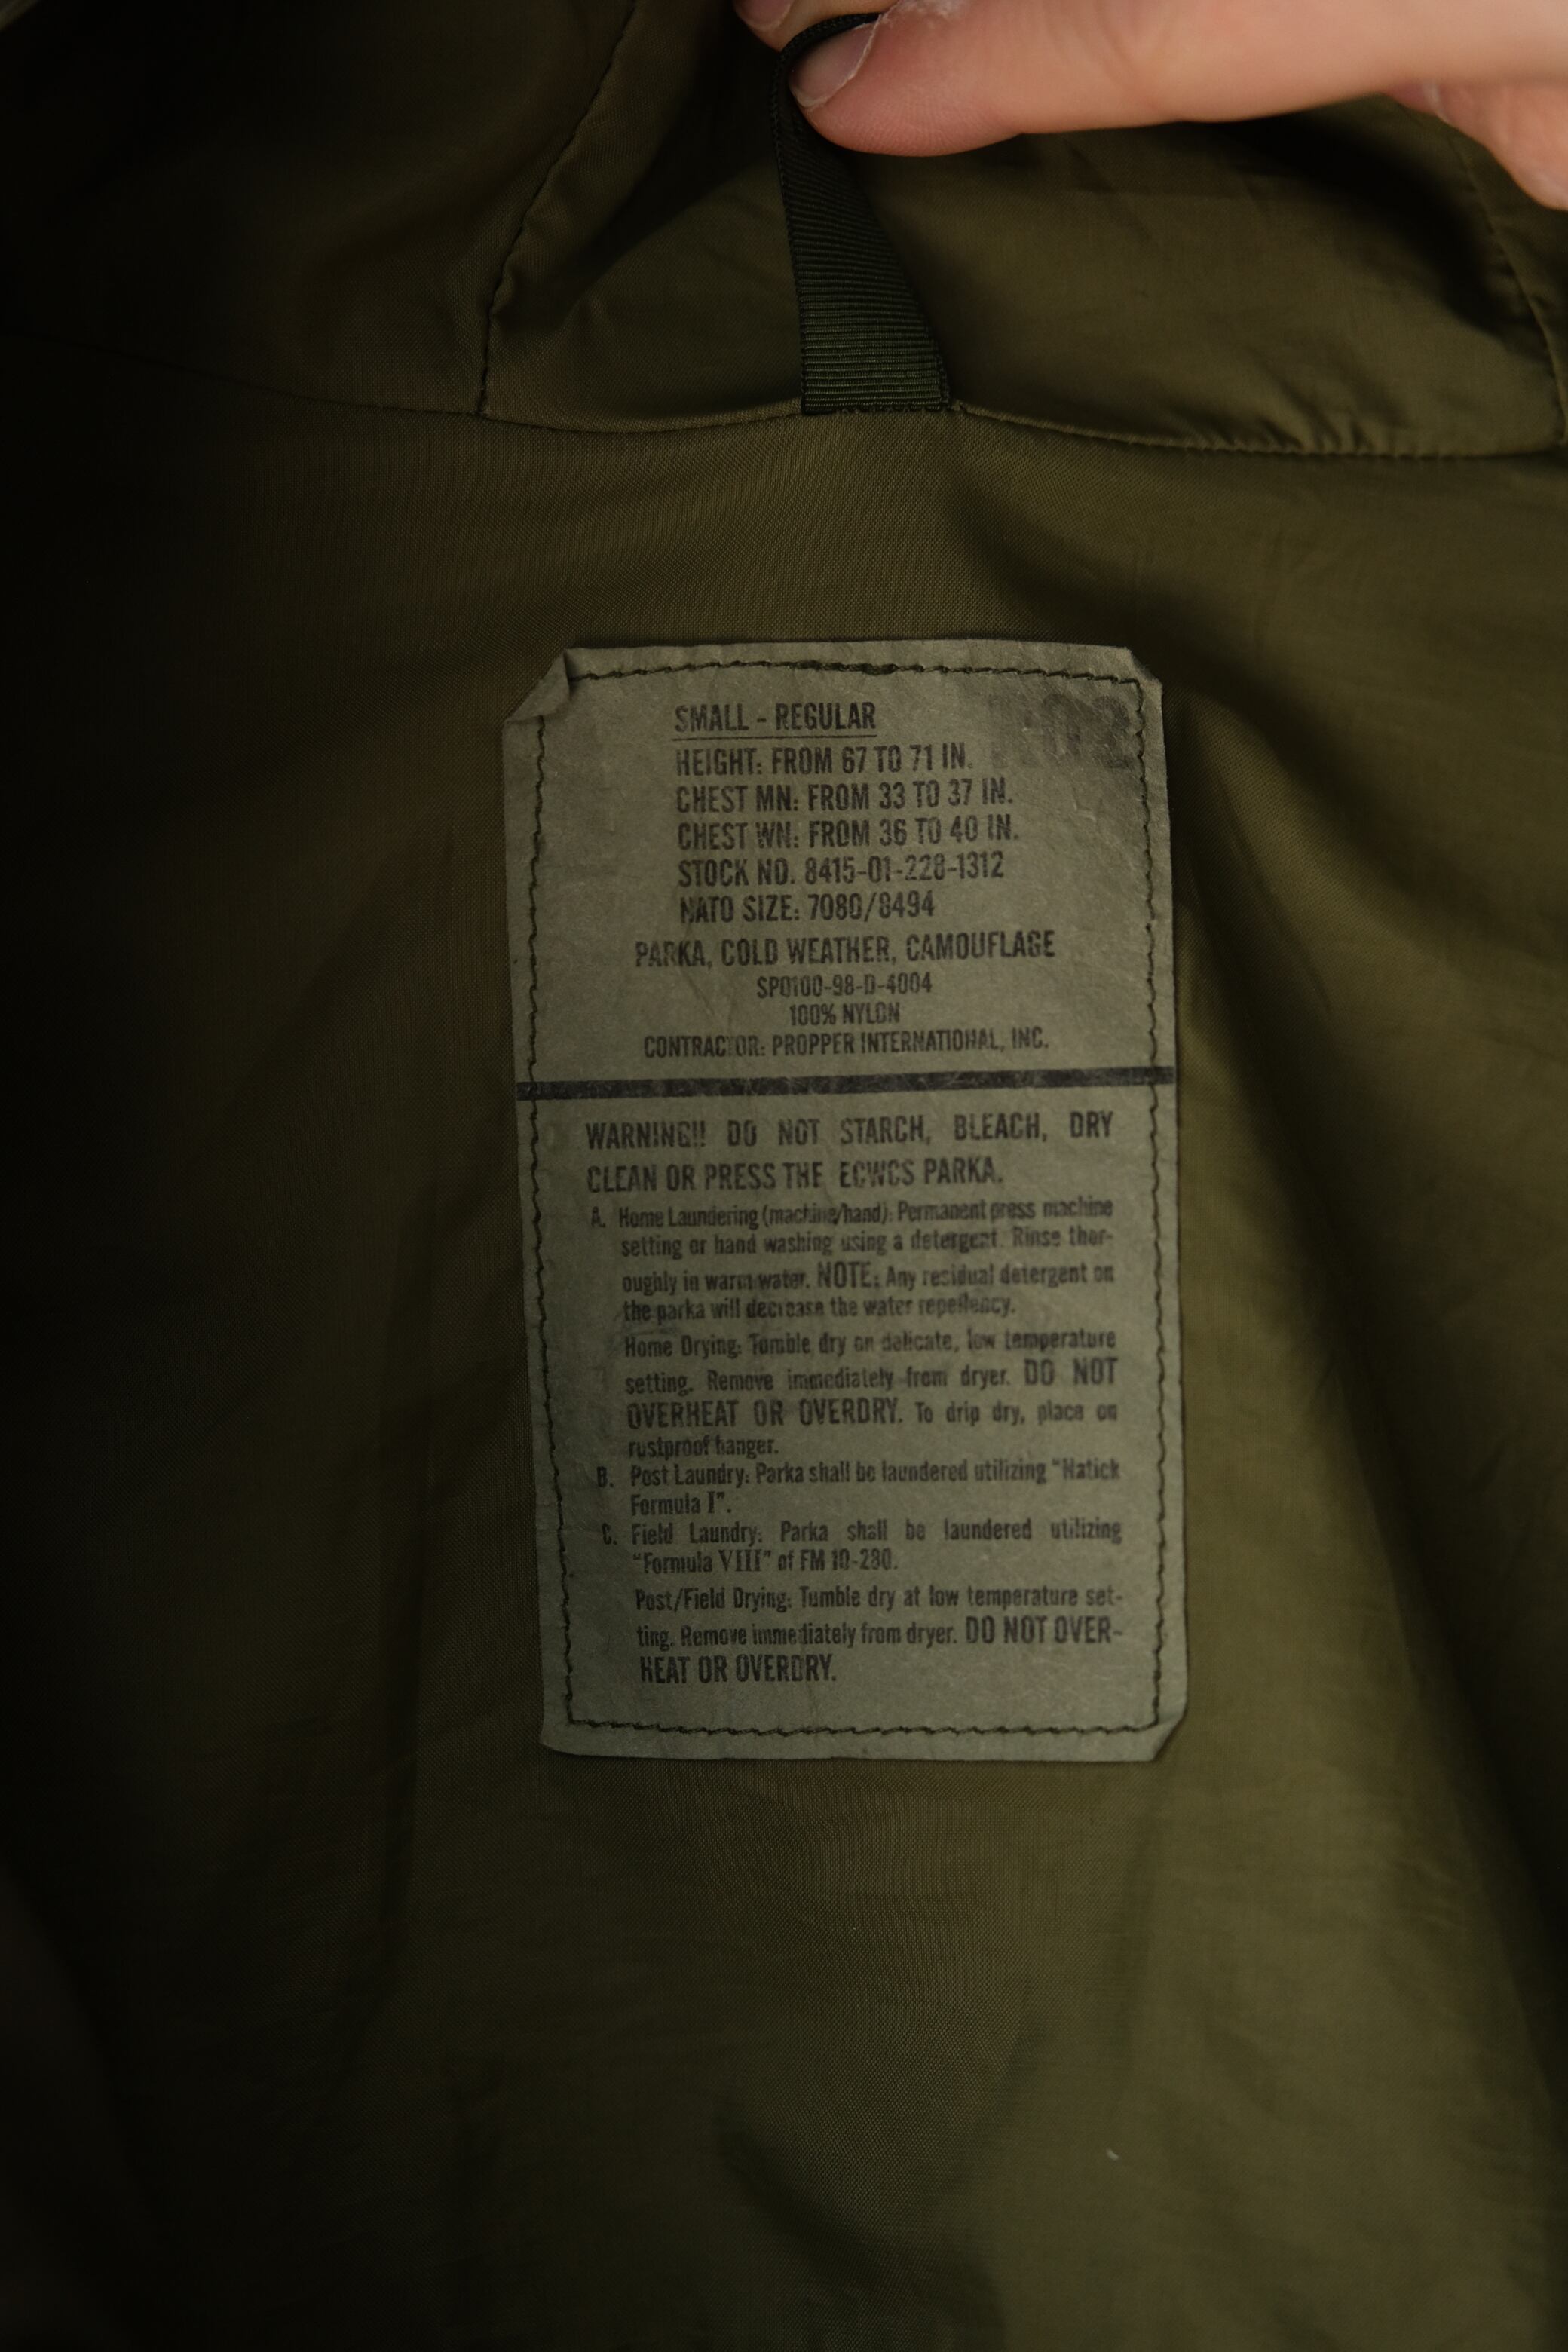 SMALL - REGULAR
HEIGHT: FROM 67 TO 71 IN.
CHEST MN: FROM 33 TO 37 IN.
CHEST WN: FROM 36 TO 40 IN.
STOCK NO. 8415-01-228-1312
NATO SIZE: 7080/8494
PARKA, COLD WEATHER, CAMOUFLAGE
SP0100-98-D-4004
100% NYLON
CONTRACTOR: PROPPER INTERNATIONAL, INC.
WARNING!! DO NOT STARCH, BLEACH, DRY
CLEAN OR PRESS THE ECWCS PARKA.
A. Home Laundering (machine/hand): Permanent press machine
setting or hand washing using a detergent. Rinse thor-
oughly in warm water. NOTE: Any residual detergent on
the parka will decrease the water repellency.
Home Drying: Tumble dry on delicate, low temperature
setting. Remove immediately from dryer. DO NOT
OVERHEAT OR OVERDRY. To drip dry, place on
rustproof hanger.
B. Post Laundry: Parka shall be laundered utilizing "Natick
Formula I".
C. Field Laundry: Parka shall be laundered utilizing
"Formula VIII" of FM 10-280.
Post/Field Drying: Tumble dry at low temperature set-
ting. Remove immediately from dryer. DO NOT OVER-
HEAT OR OVERDRY.